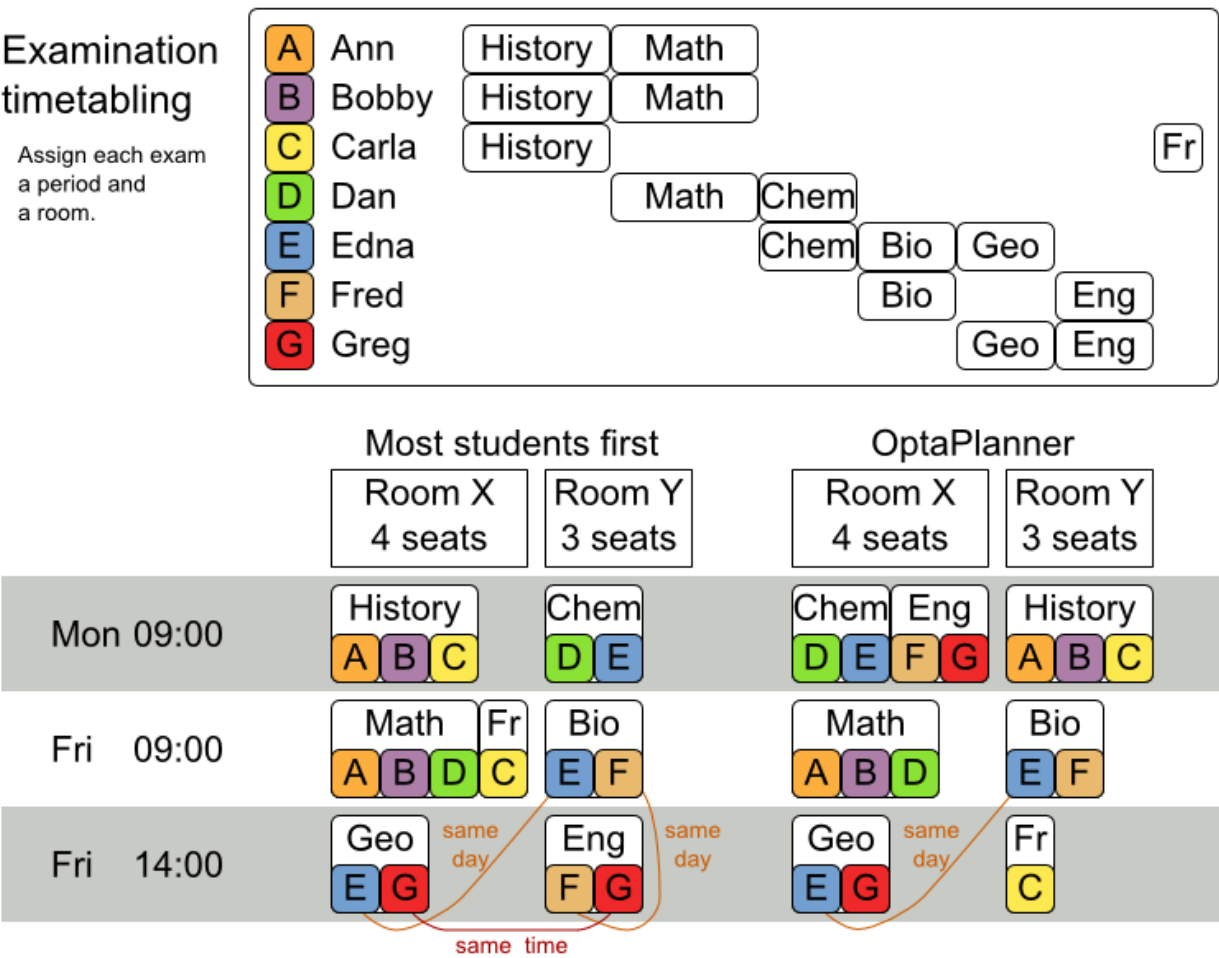 Examination
timetabling
Assign each exam
a period and
a room.
A Ann History Math
B Bobby History Math
C Carla History Fr
D Dan Math Chem
E Edna Chem Bio Geo
F Fred Bio Eng
G Greg Geo Eng
Most students first OptaPlanner
Room X Room Y Room X Room Y
4 seats 3 seats 4 seats 3 seats
History Chem Chem Eng History
Mon 09:00
A B C D E D E F G A B C
Math Fr Bio Math Bio
Fri 09:00
A B D C E F A B D E F
Geo same Eng same Geo same Fr
day day day
Fri 14:00
E G F G E G C
same time